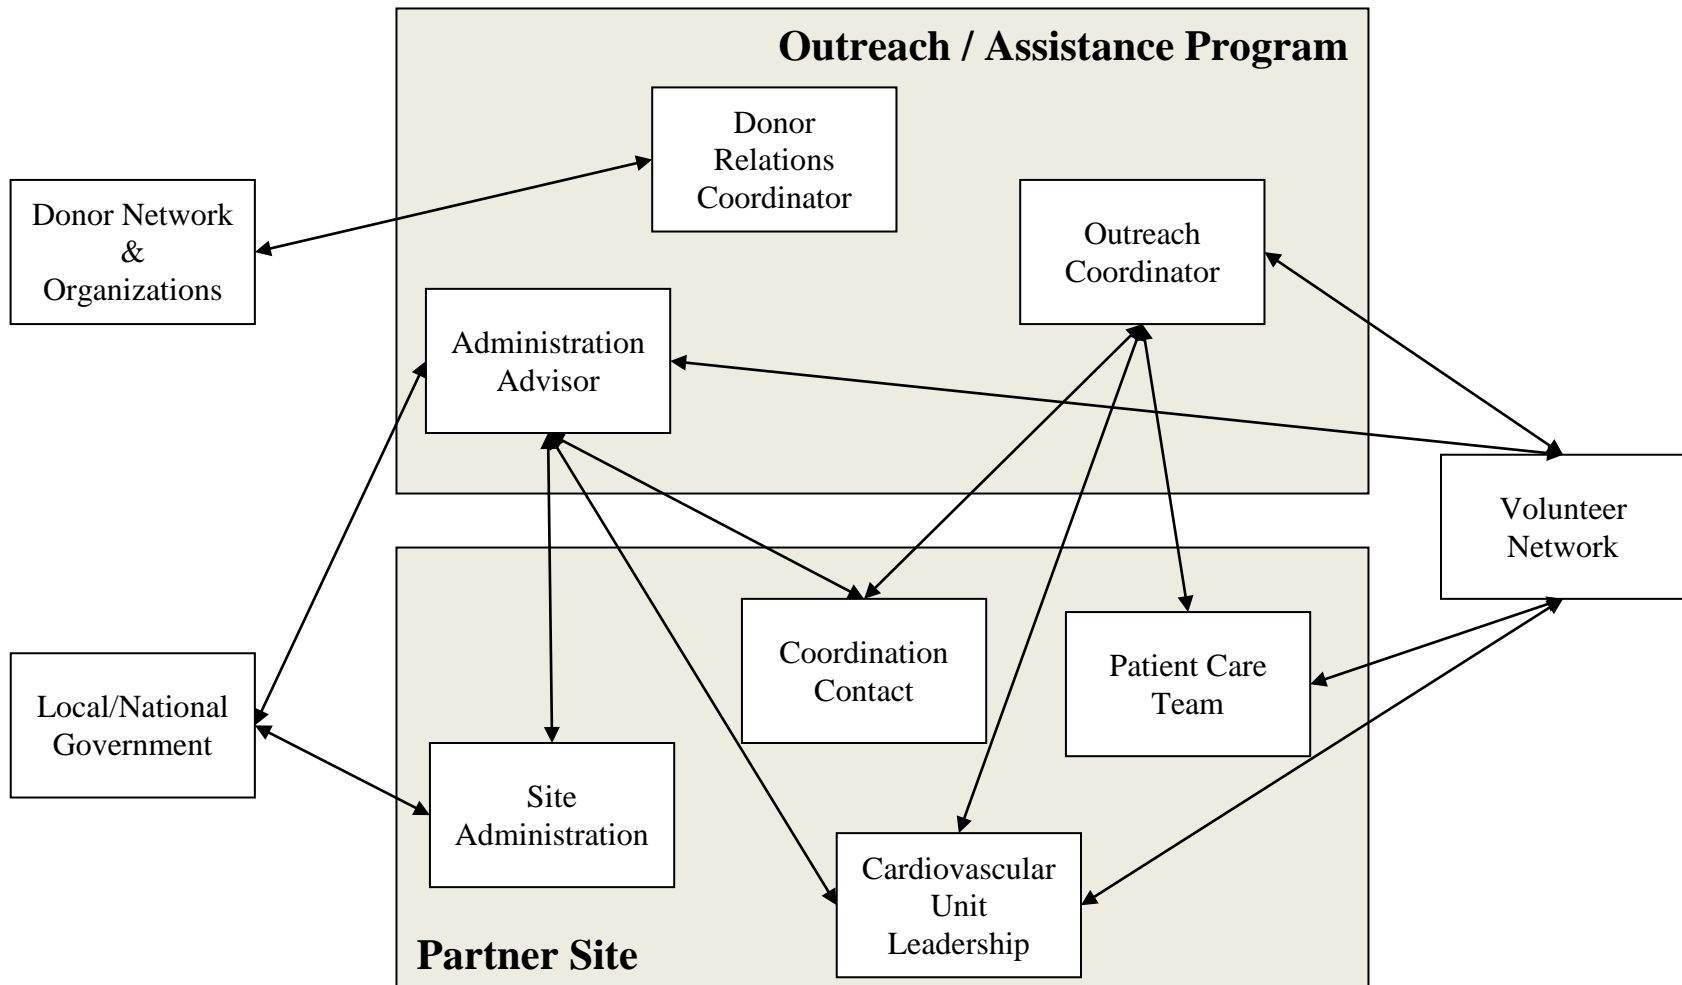 Outreach / Assistance Program
Donor
Relations
Coordinator
Donor Network
&
Organizations
Outreach
Coordinator
Administration
Advisor
Volunteer
Network
Coordination
Contact
Patient Care
Team
Local/National
Government
Site
Administration
Cardiovascular
Unit
Leadership
Partner Site